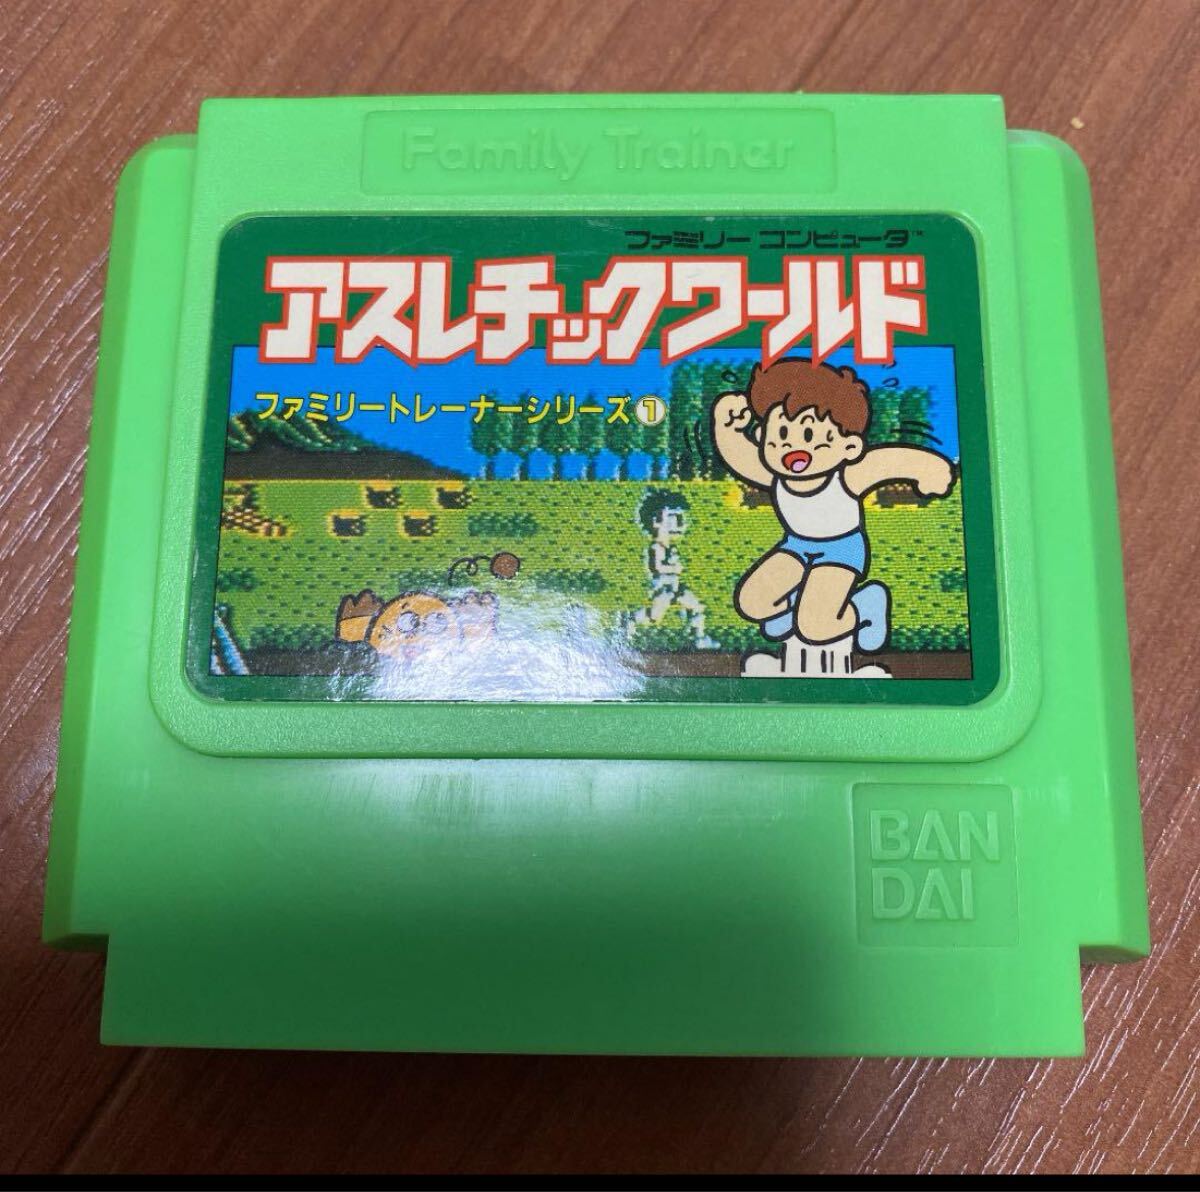 Family Trainer
ファミリー コンピュータ™
アスレチックワールド
ファミリートレーナーシリーズ①
BAN
DAI